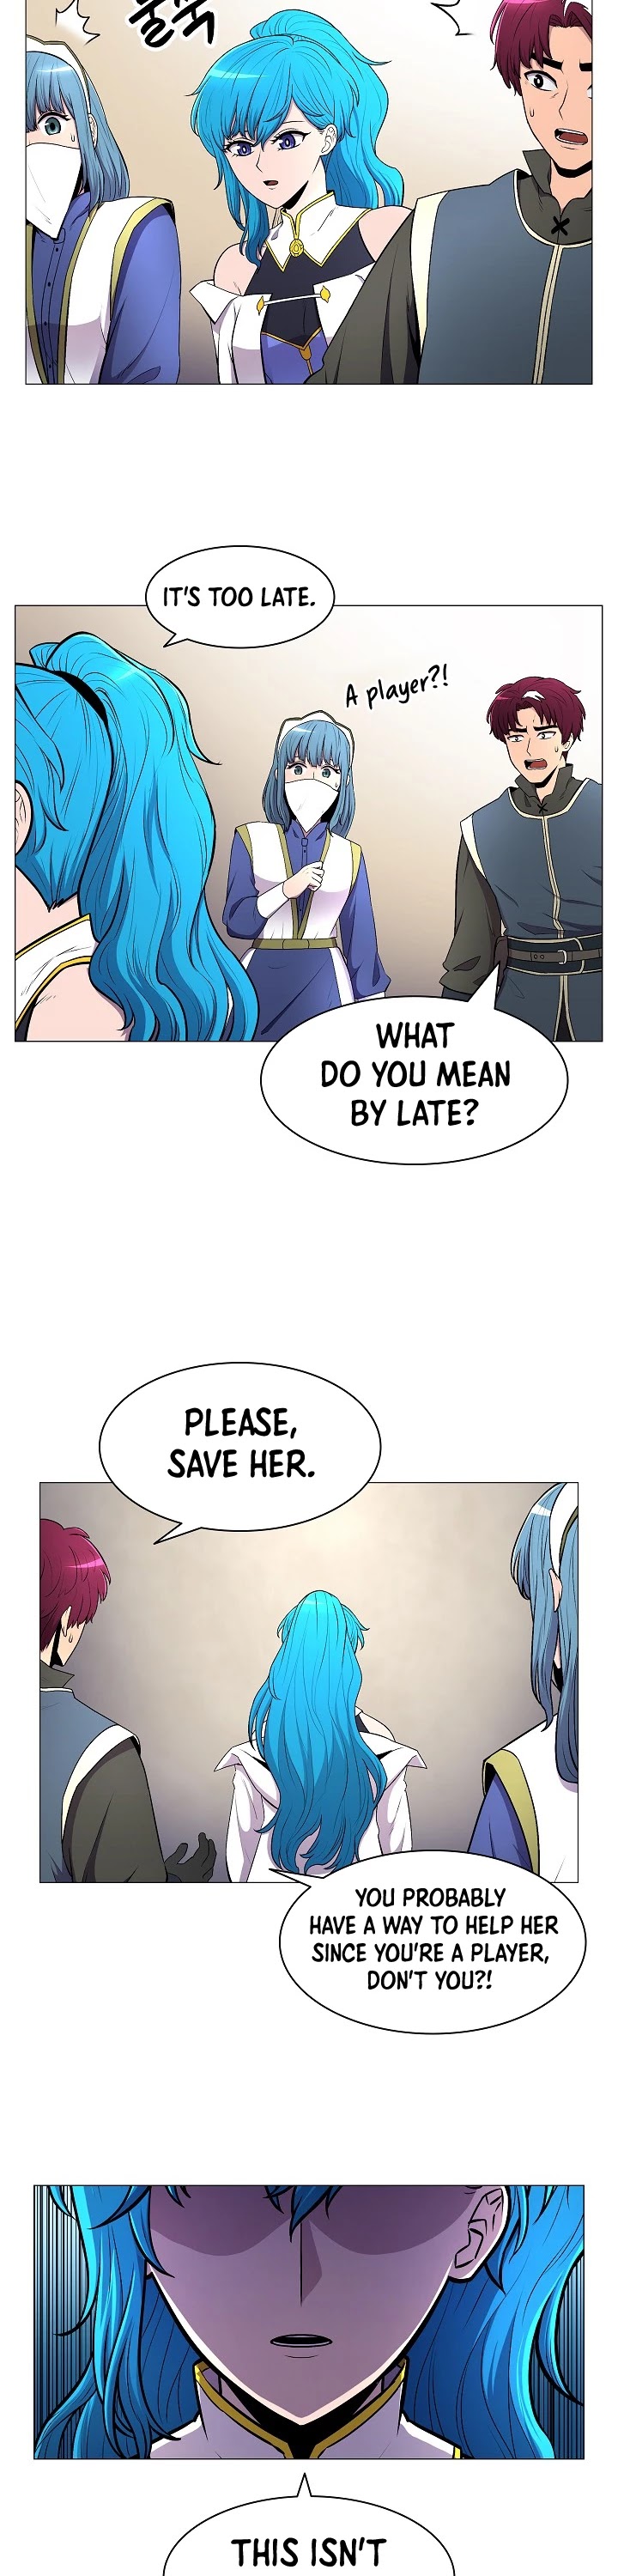 IT'S TOO LATE.
A player?!
WHAT
DO YOU MEAN
BY LATE?
PLEASE,
SAVE HER.
YOU PROBABLY
HAVE A WAY TO HELP HER
SINCE YOU'RE A PLAYER,
DON'T YOU?!
THIS ISN'T